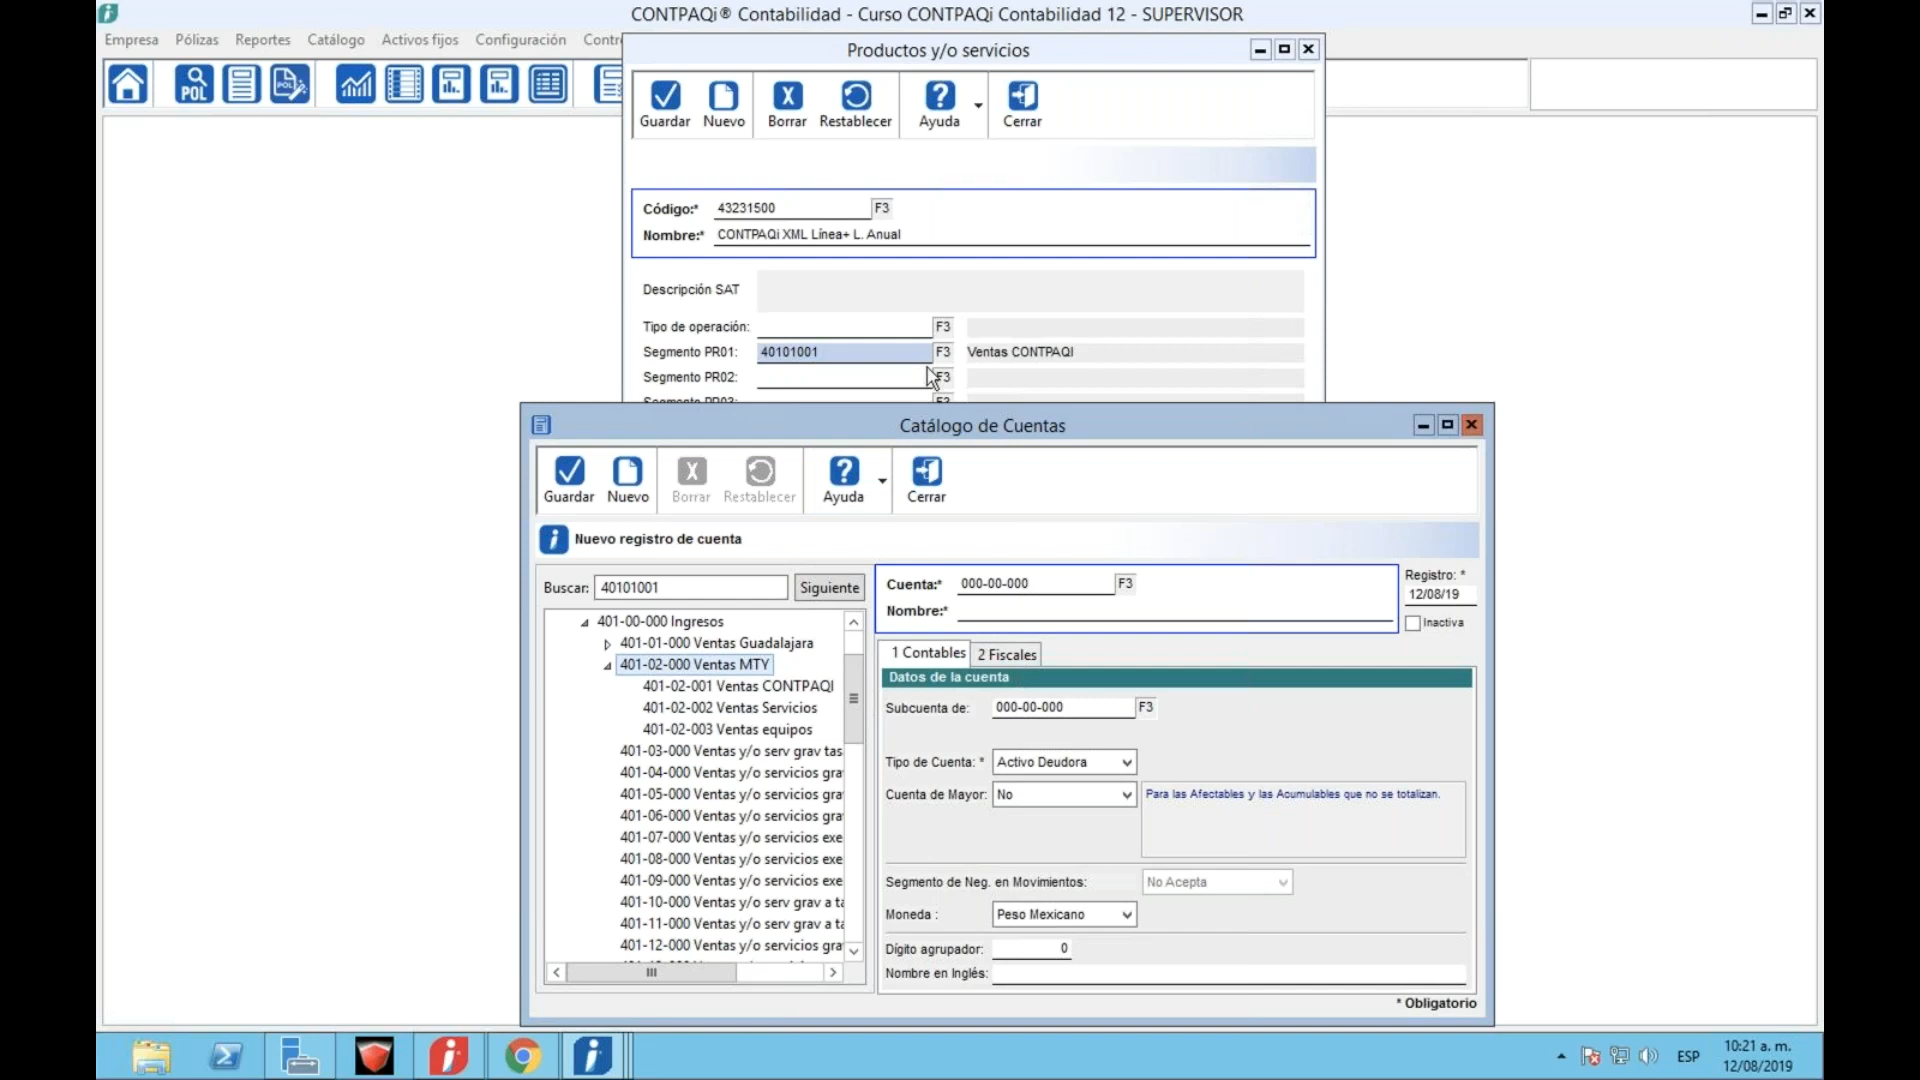 CONTPAQi® Contabilidad - Curso CONTPAQi Contabilidad 12 - SUPERVISOR
Empresa Pólizas Reportes Catálogo Activos fijos Configuración Contr
POL
POL
Productos y/o servicios
Guardar Nuevo Borrar Restablecer Ayuda Cerrar
Código:* 43231500 F3
Nombre:* CONTPAQi XML Línea+ L. Anual
Descripción SAT
Tipo de operación: F3
Segmento PR01: 40101001 F3 Ventas CONTPAQI
Segmento PR02: F3
Segmento PR03: F3
Catálogo de Cuentas
Guardar Nuevo Borrar Restablecer Ayuda Cerrar
Nuevo registro de cuenta
Buscar: 40101001 Siguiente
401-00-000 Ingresos
401-01-000 Ventas Guadalajara
401-02-000 Ventas MTY
401-02-001 Ventas CONTPAQI
401-02-002 Ventas Servicios
401-02-003 Ventas equipos
401-03-000 Ventas y/o serv grav tas
401-04-000 Ventas y/o servicios gra
401-05-000 Ventas y/o servicios gra
401-06-000 Ventas y/o servicios gra
401-07-000 Ventas y/o servicios exe
401-08-000 Ventas y/o servicios exe
401-09-000 Ventas y/o servicios exe
401-10-000 Ventas y/o serv grav a ta
401-11-000 Ventas y/o serv grav a ta
401-12-000 Ventas y/o servicios gra
Cuenta:* 000-00-000 F3
Nombre:*
Registro: *
12/08/19
Inactiva
1 Contables 2 Fiscales
Datos de la cuenta
Subcuenta de: 000-00-000 F3
Tipo de Cuenta: * Activo Deudora
Cuenta de Mayor: No
Para las Afectables y las Acumulables que no se totalizan.
Segmento de Neg. en Movimientos: No Acepta
Moneda : Peso Mexicano
Dígito agrupador: 0
Nombre en Inglés:
* Obligatorio
ESP
10:21 a. m.
12/08/2019